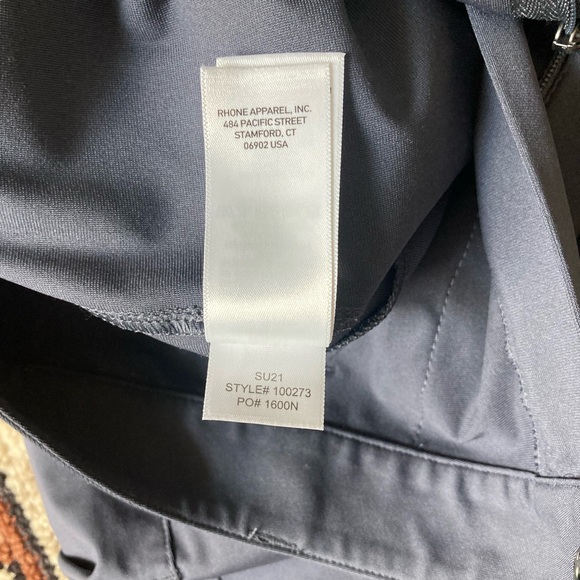 RHONE APPAREL, INC.
484 PACIFIC STREET
STAMFORD, CT
06902 USA
SU21
STYLE# 100273
PO# 1600N